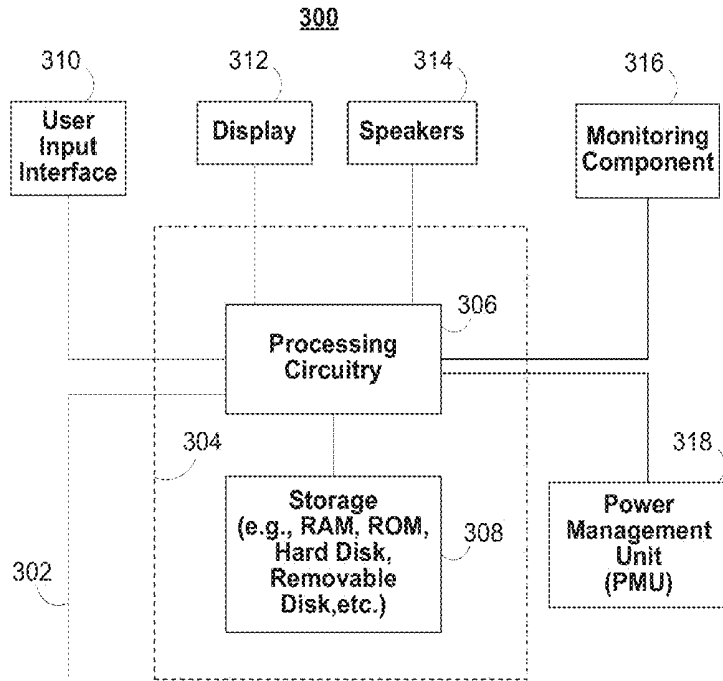 300
310
312
314
316
User
Input
Interface
Display
Speakers
Monitoring
Component
306
Processing
Circuitry
304
318
Storage
(e.g., RAM, ROM,
Hard Disk,
Removable
Disk,etc.)
308
Power
Management
Unit
(PMU)
302